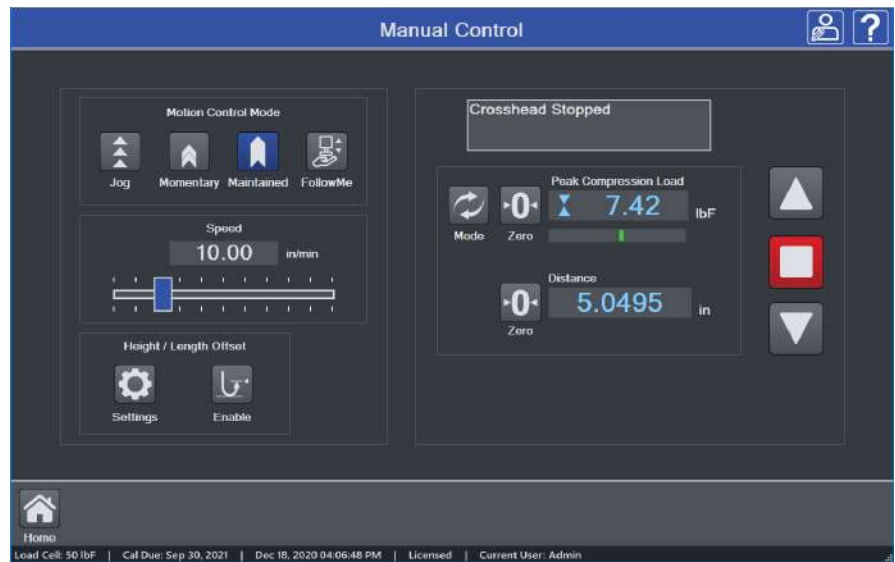 Manual Control
?
Motion Control Mode
Jog Momentary Maintained FollowMe
Speed
10.00 in/min
Height / Length Offset
Settings Enable
Crosshead Stopped
Peak Compression Load
0 7.42 lbF
Mode Zero
Distance
0 5.0495 in
Zero
Home
Load Cell: 50 lbF | Cal Due: Sep 30, 2021 | Dec 18, 2020 04:06:48 PM | Licensed | Current User: Admin